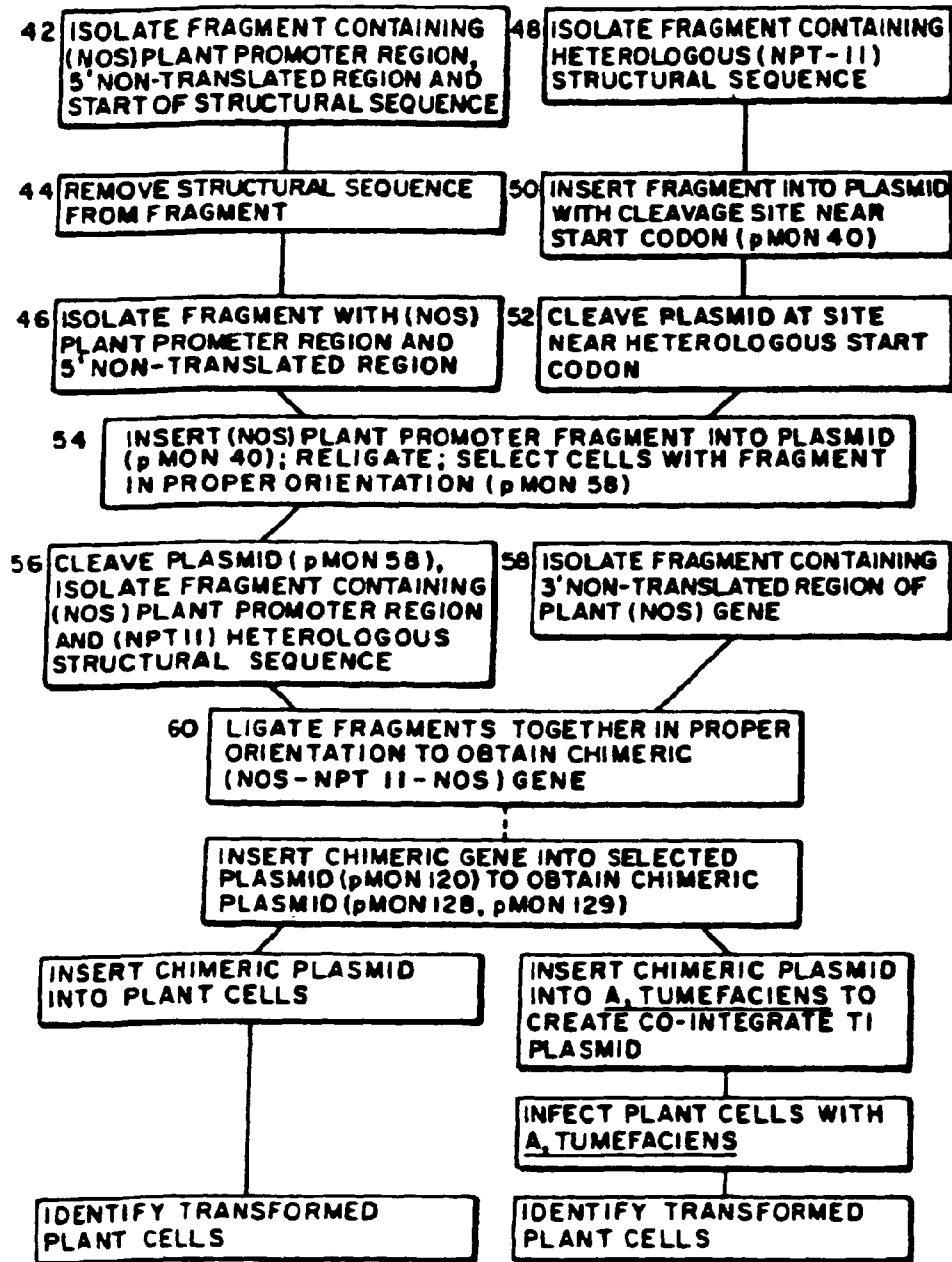 42 ISOLATE FRAGMENT CONTAINING
(NOS) PLANT PROMOTER REGION,
5' NON-TRANSLATED REGION AND
START OF STRUCTURAL SEQUENCE
48 ISOLATE FRAGMENT CONTAINING
HETEROLOGOUS (NPT-II)
STRUCTURAL SEQUENCE
44 REMOVE STRUCTURAL SEQUENCE
FROM FRAGMENT
50 INSERT FRAGMENT INTO PLASMID
WITH CLEAVAGE SITE NEAR
START CODON (pMON 40)
46 ISOLATE FRAGMENT WITH (NOS)
PLANT PROMETER REGION AND
5' NON-TRANSLATED REGION
52 CLEAVE PLASMID AT SITE
NEAR HETEROLOGOUS START
CODON
54 INSERT (NOS) PLANT PROMOTER FRAGMENT INTO PLASMID
(pMON 40); RELIGATE; SELECT CELLS WITH FRAGMENT
IN PROPER ORIENTATION (pMON 58)
56 CLEAVE PLASMID (pMON 58),
ISOLATE FRAGMENT CONTAINING
(NOS) PLANT PROMOTER REGION
AND (NPT II) HETEROLOGOUS
STRUCTURAL SEQUENCE
58 ISOLATE FRAGMENT CONTAINING
3' NON-TRANSLATED REGION OF
PLANT (NOS) GENE
60 LIGATE FRAGMENTS TOGETHER IN PROPER
ORIENTATION TO OBTAIN CHIMERIC
(NOS-NPT II-NOS) GENE
INSERT CHIMERIC GENE INTO SELECTED
PLASMID (pMON 120) TO OBTAIN CHIMERIC
PLASMID (pMON 128, pMON 129)
INSERT CHIMERIC PLASMID
INTO PLANT CELLS
INSERT CHIMERIC PLASMID
INTO A, TUMEFACIENS TO
CREATE CO-INTEGRATE TI
PLASMID
INFECT PLANT CELLS WITH
A, TUMEFACIENS
IDENTIFY TRANSFORMED
PLANT CELLS
IDENTIFY TRANSFORMED
PLANT CELLS